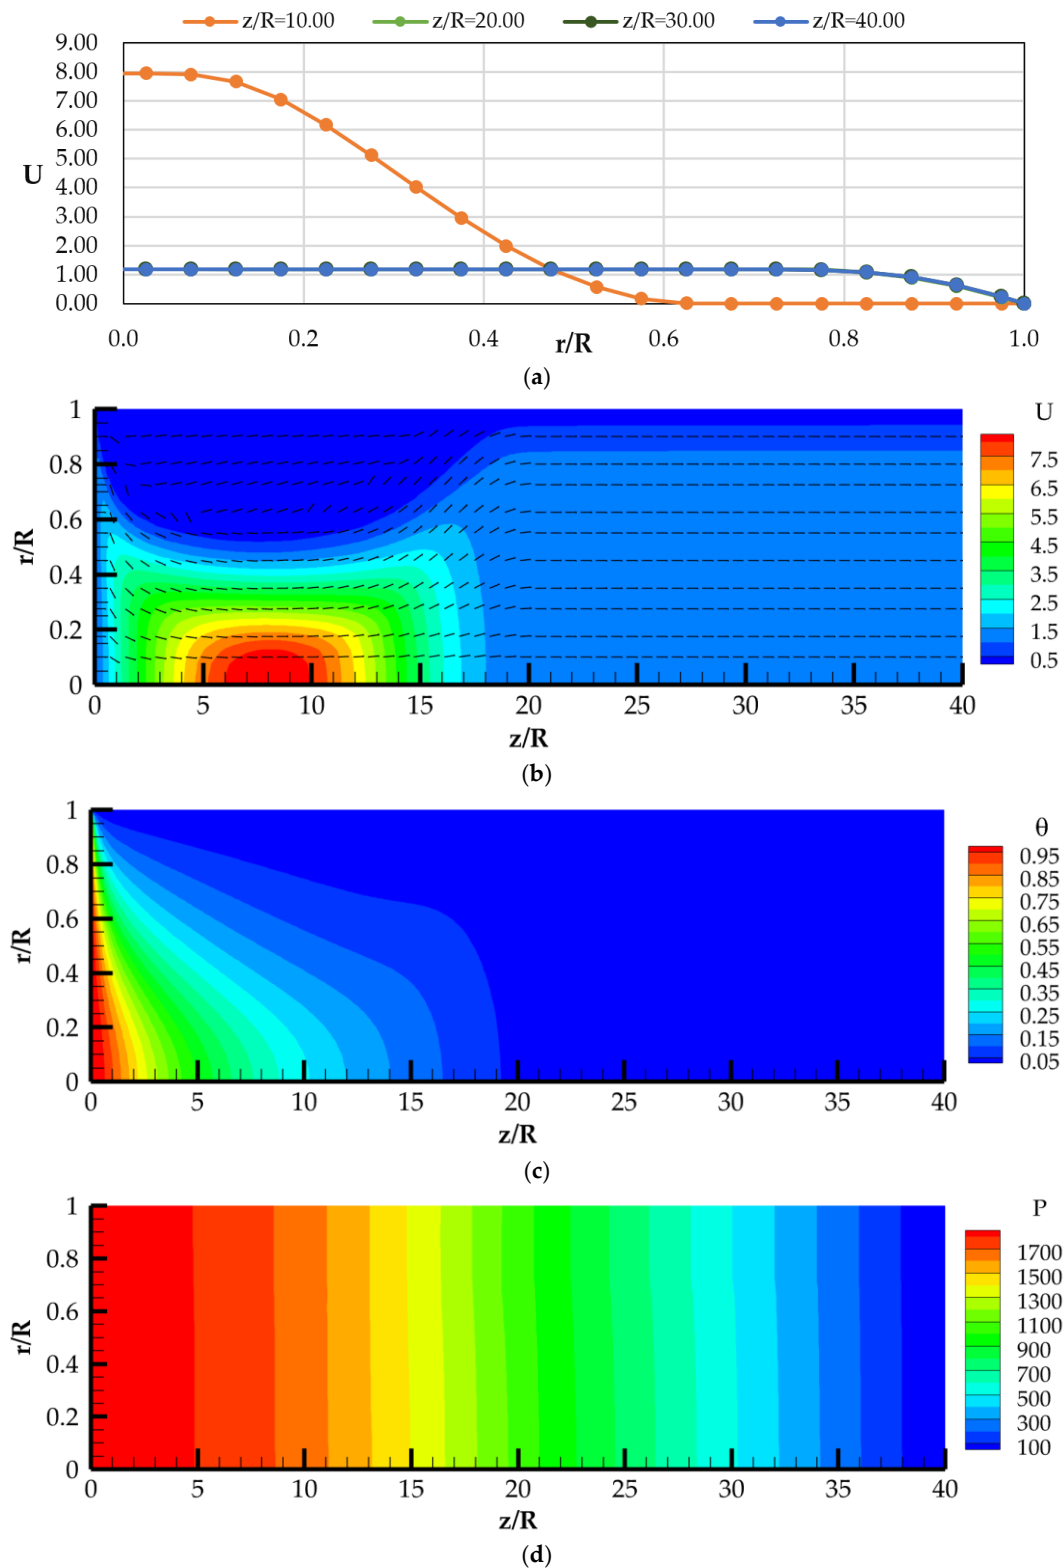 z/R=10.00 z/R=20.00 z/R=30.00 z/R=40.00
9.00
8.00
7.00
6.00
5.00
4.00
3.00
2.00
1.00
0.00
U
0.0 0.2 0.4 0.6 0.8 1.0
r/R
(a)
1
0.8
0.6
0.4
0.2
0
r/R
0 5 10 15 20 25 30 35 40
z/R
U
7.5
6.5
5.5
4.5
3.5
2.5
1.5
0.5
(b)
1
0.8
0.6
0.4
0.2
0
r/R
0 5 10 15 20 25 30 35 40
z/R
θ
0.95
0.85
0.75
0.65
0.55
0.45
0.35
0.25
0.15
0.05
(c)
1
0.8
0.6
0.4
0.2
0
r/R
0 5 10 15 20 25 30 35 40
z/R
P
1700
1500
1300
1100
900
700
500
300
100
(d)